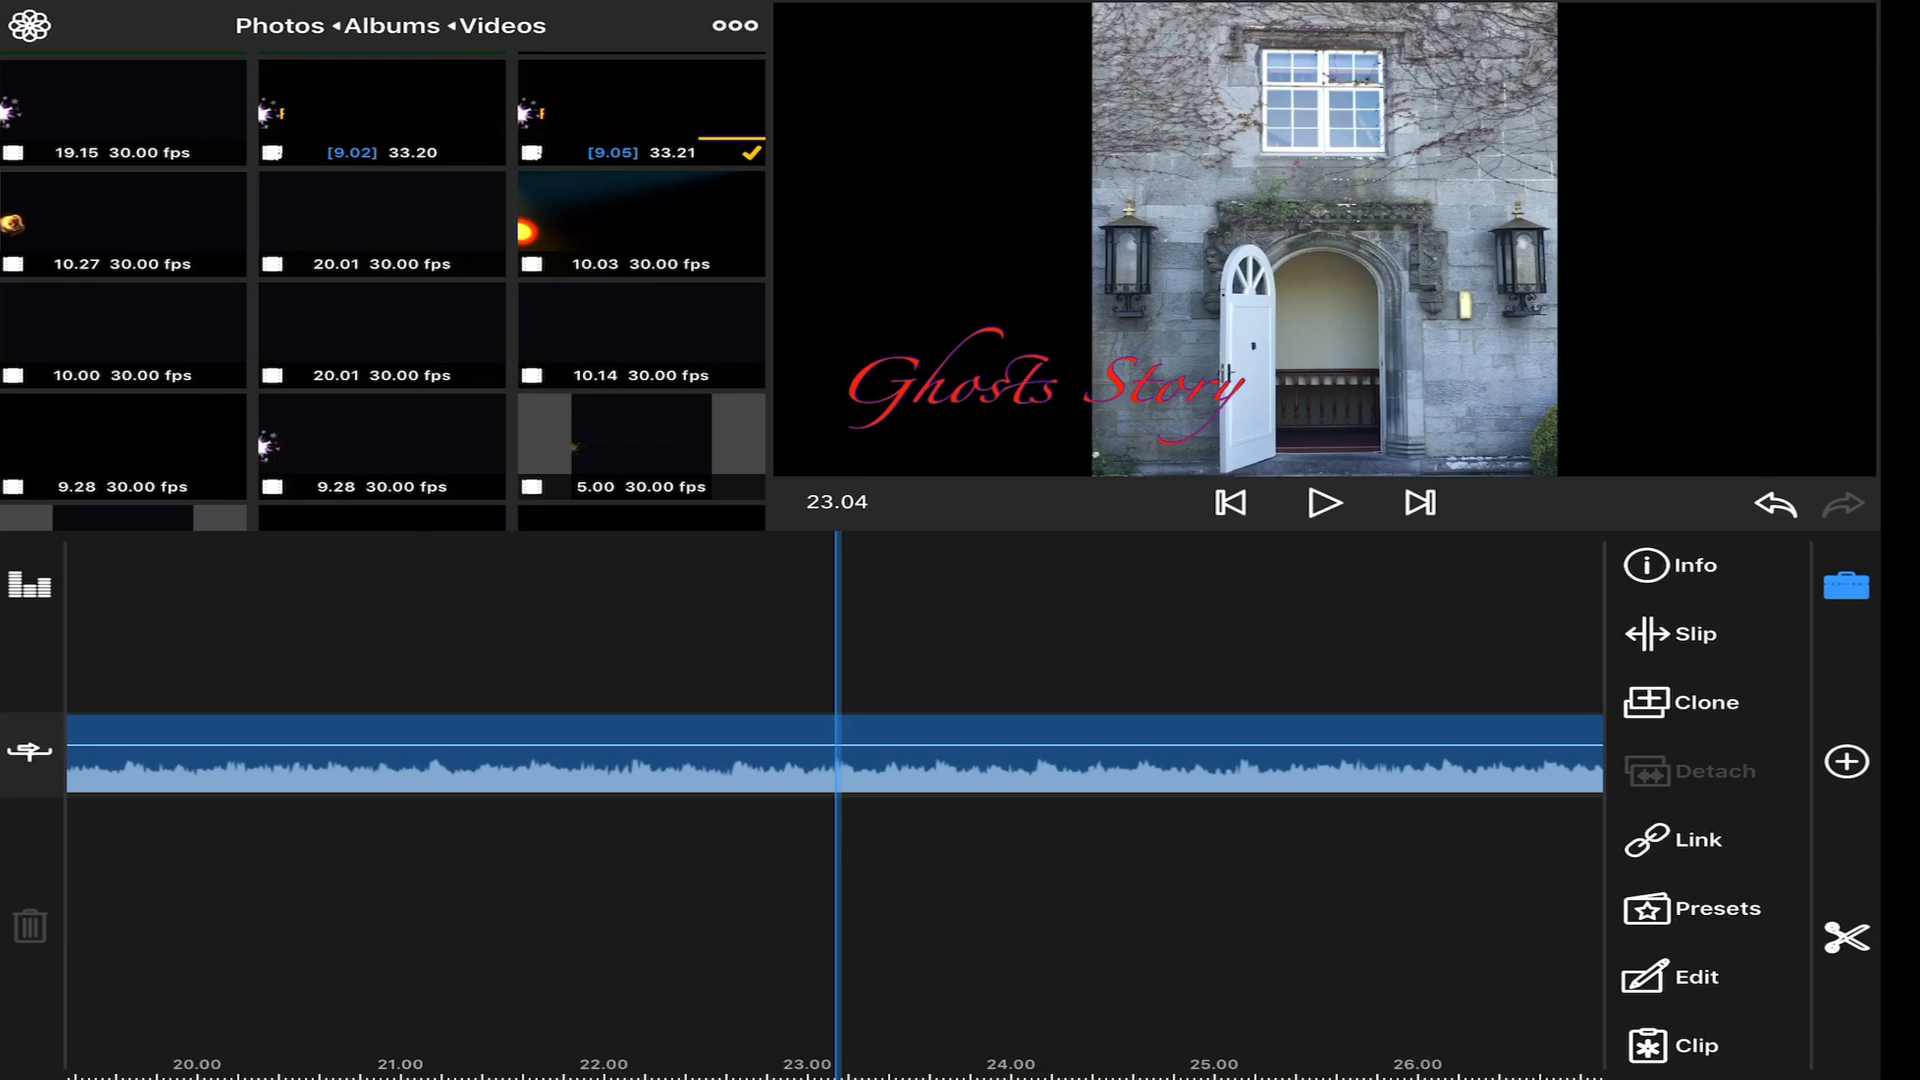 Photos ◂Albums ◂Videos
19.15 30.00 fps
[9.02] 33.20
[9.05] 33.21
10.27 30.00 fps
20.01 30.00 fps
10.03 30.00 fps
10.00 30.00 fps
20.01 30.00 fps
10.14 30.00 fps
9.28 30.00 fps
9.28 30.00 fps
5.00 30.00 fps
Ghosts Story
23.04
Info
Slip
Clone
Detach
Link
Presets
Edit
Clip
20.00 21.00 22.00 23.00 24.00 25.00 26.00